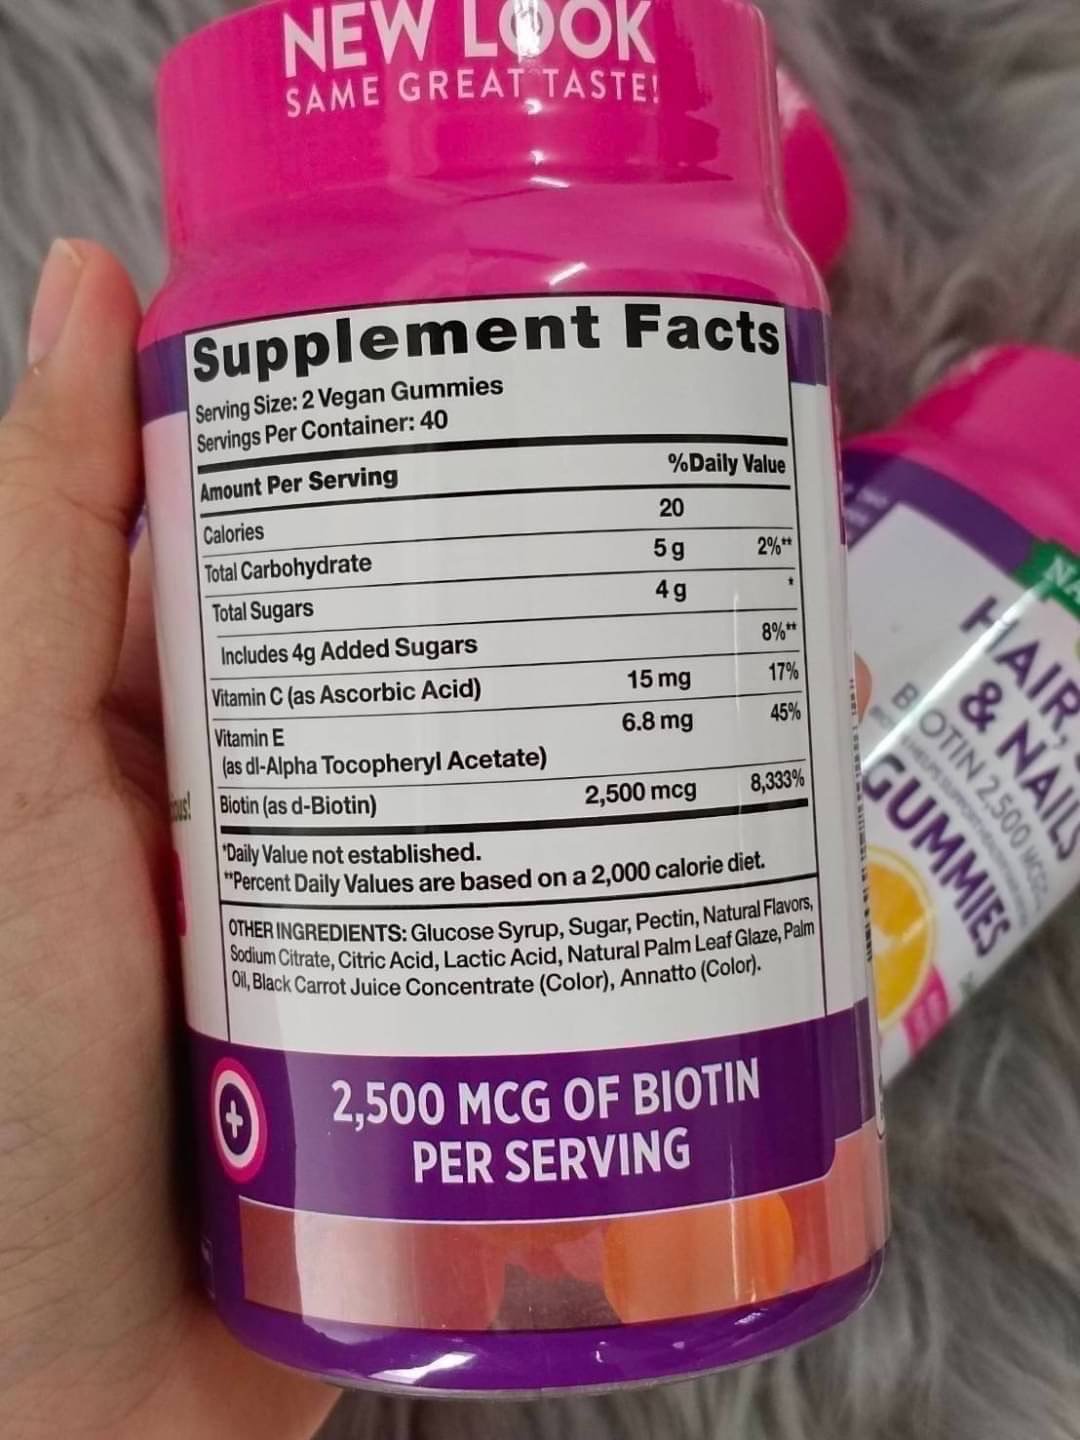 NEW LOOK
SAME GREAT TASTE!
Supplement Facts
Serving Size: 2 Vegan Gummies
Servings Per Container: 40
Amount Per Serving %Daily Value
Calories 20
Total Carbohydrate 5 g 2%**
Total Sugars 4 g *
Includes 4g Added Sugars 8%**
Vitamin C (as Ascorbic Acid) 15 mg 17%
Vitamin E 6.8 mg 45%
(as dl-Alpha Tocopheryl Acetate)
Biotin (as d-Biotin) 2,500 mcg 8,333%
*Daily Value not established.
**Percent Daily Values are based on a 2,000 calorie diet.
OTHER INGREDIENTS: Glucose Syrup, Sugar, Pectin, Natural Flavors,
Sodium Citrate, Citric Acid, Lactic Acid, Natural Palm Leaf Glaze, Palm
Oil, Black Carrot Juice Concentrate (Color), Annatto (Color).
2,500 MCG OF BIOTIN
PER SERVING
HAIR,
& NAILS
BIOTIN 2,500 MCG
GUMMIES